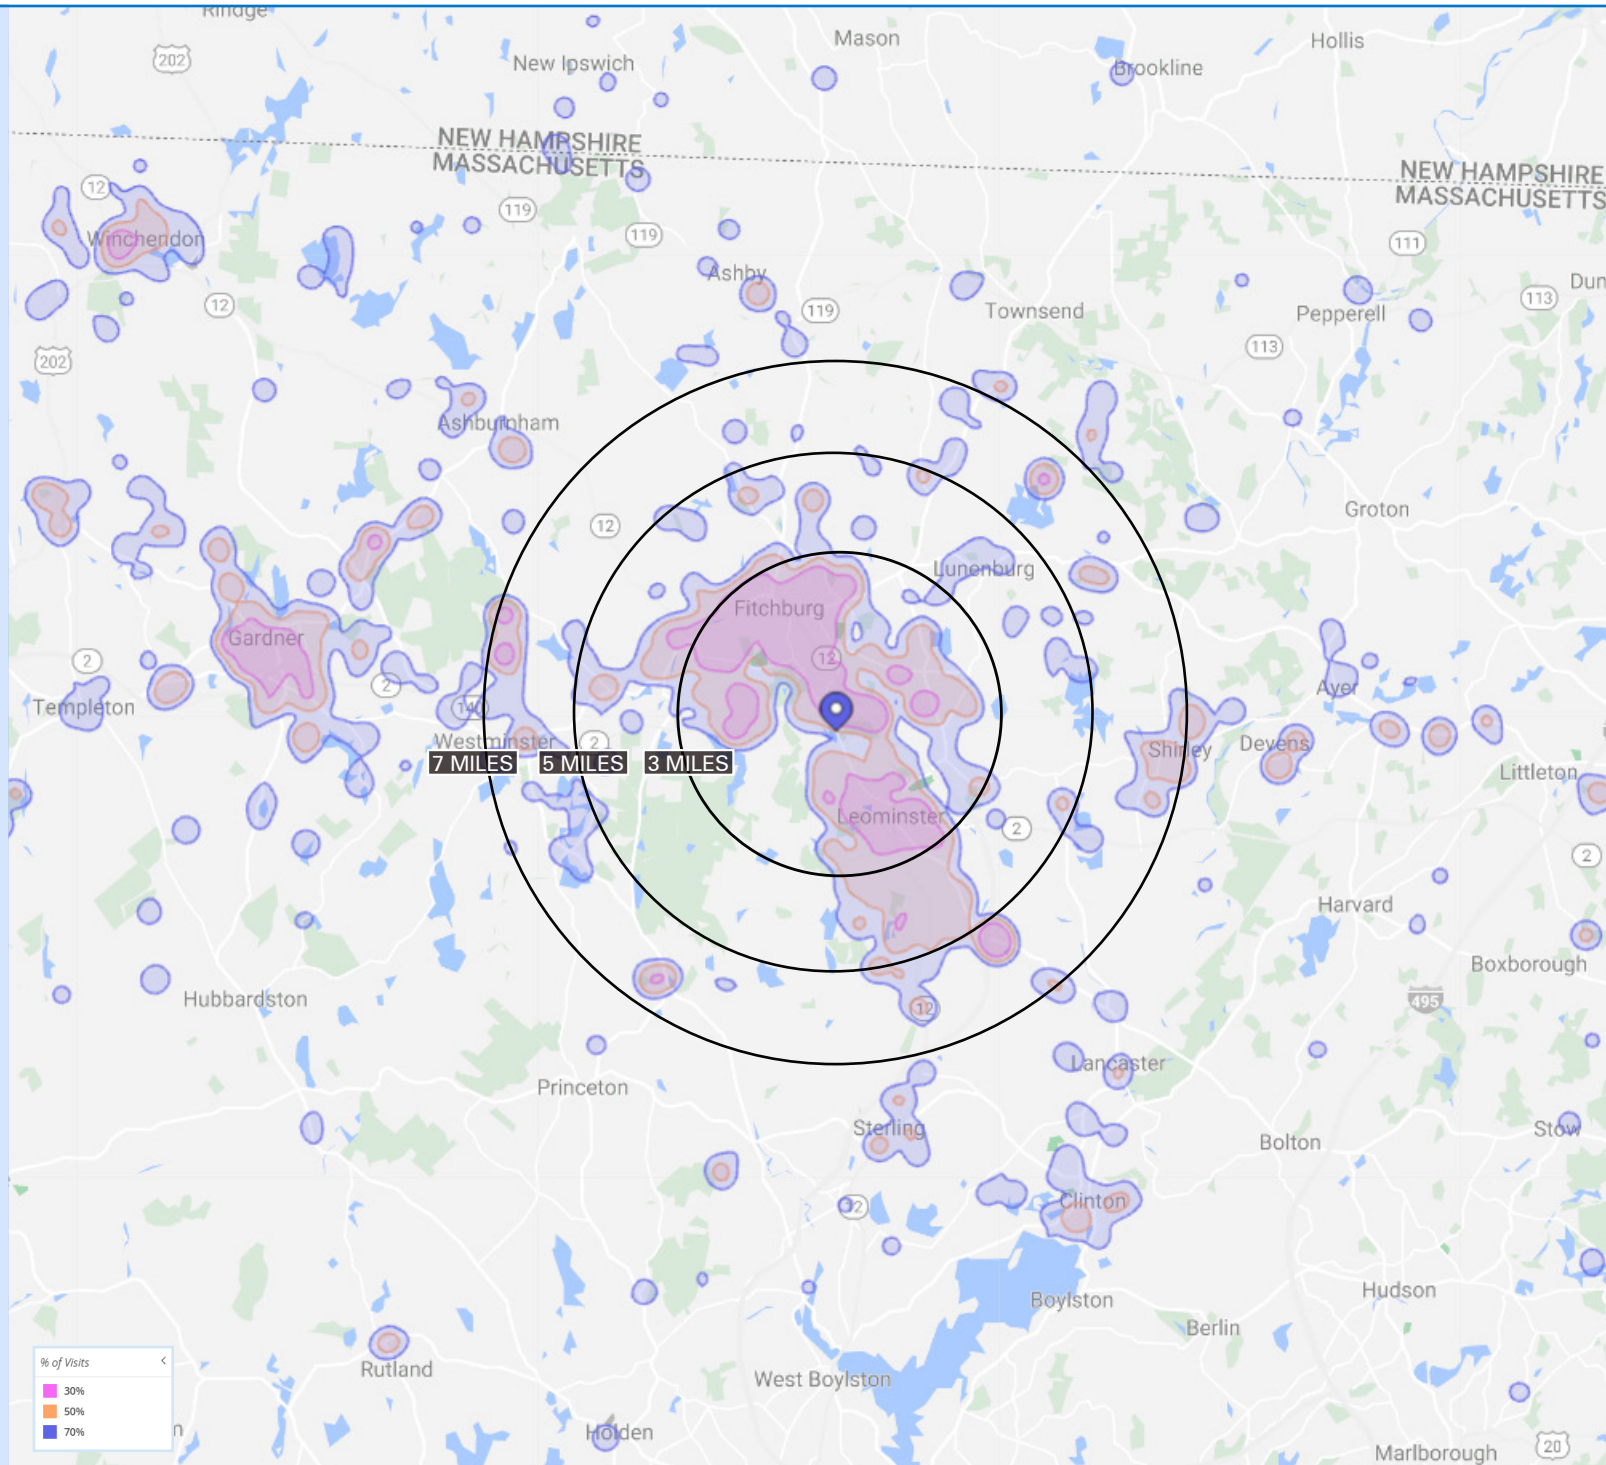 Rindge
Mason
Hollis
202
New Ipswich
Brookline
NEW HAMPSHIRE
MASSACHUSETTS
NEW HAMPSHIRE
MASSACHUSETTS
12
119
119
111
Winchendon
Ashby
Dun
12
119
Townsend
Pepperell
113
113
202
Ashburnham
12
Groton
Lunenburg
Fitchburg
Gardner
2
12
2
Ayer
Templeton
14
Westminster
2
Shirley
Devens
7 MILES
5 MILES
3 MILES
Littleton
Leominster
2
2
Harvard
Boxborough
Hubbardston
12
495
Lancaster
Princeton
Sterling
Bolton
Stow
Clinton
12
Hudson
Boylston
Berlin
% of Visits
30%
50%
70%
n
Rutland
West Boylston
Holden
Marlborough
20